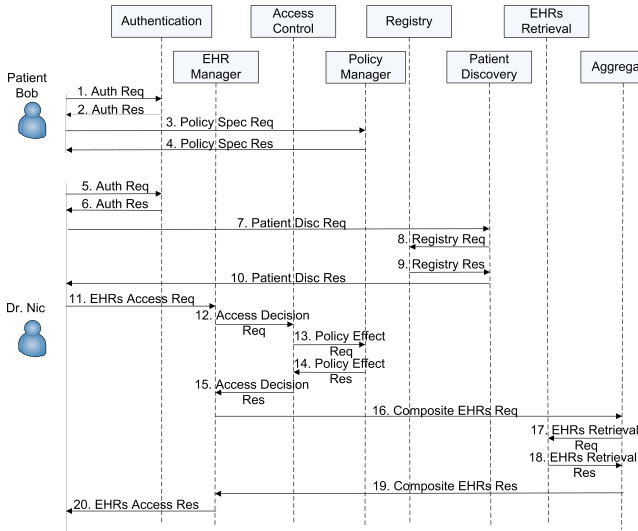 Authentication
Access
Control
Registry
EHRs
Retrieval
EHR
Manager
Policy
Manager
Patient
Discovery
Aggrega
Patient
Bob
1. Auth Req
2. Auth Res
3. Policy Spec Req
4. Policy Spec Res
5. Auth Req
6. Auth Res
7. Patient Disc Req
8. Registry Req
9. Registry Res
10. Patient Disc Res
Dr. Nic
11. EHRs Access Req
12. Access Decision
Req
13. Policy Effect
Req
14. Policy Effect
Res
15. Access Decision
Res
16. Composite EHRs Req
17. EHRs Retrieval
Req
18. EHRs Retrieval
Res
19. Composite EHRs Res
20. EHRs Access Res